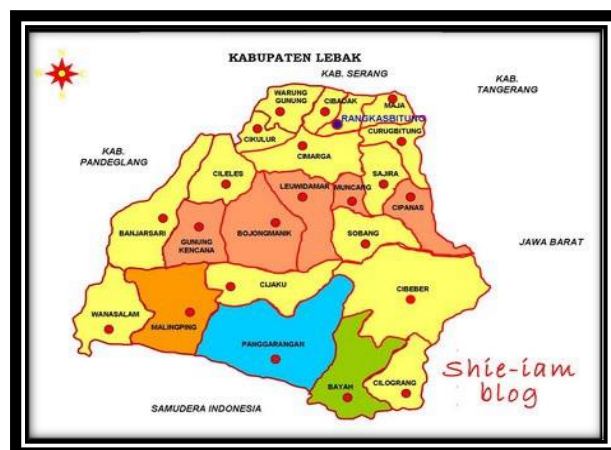 KABUPATEN LEBAK
KAB. SERANG
KAB.
TANGERANG
WARUNG
GUNUNG
CIBADAK
MAJA
RANGKASBITUNG
CIKULUR
CURUGBITUNG
KAB.
PANDEGLANG
CIMARGA
CILELES
LEUWIDAMAK
MUNCANG
SAJIRA
CIPANAS
BANJARSARI
GUNUNG
KENCANA
BOJONGMANIK
SOBANG
JAWA BARAT
CIJAKU
CIBEBER
WANASALAM
MALINGPING
PANGGARANGAN
BAYAH
CILOGRANG
SAMUDERA INDONESIA
Shie-iam
blog